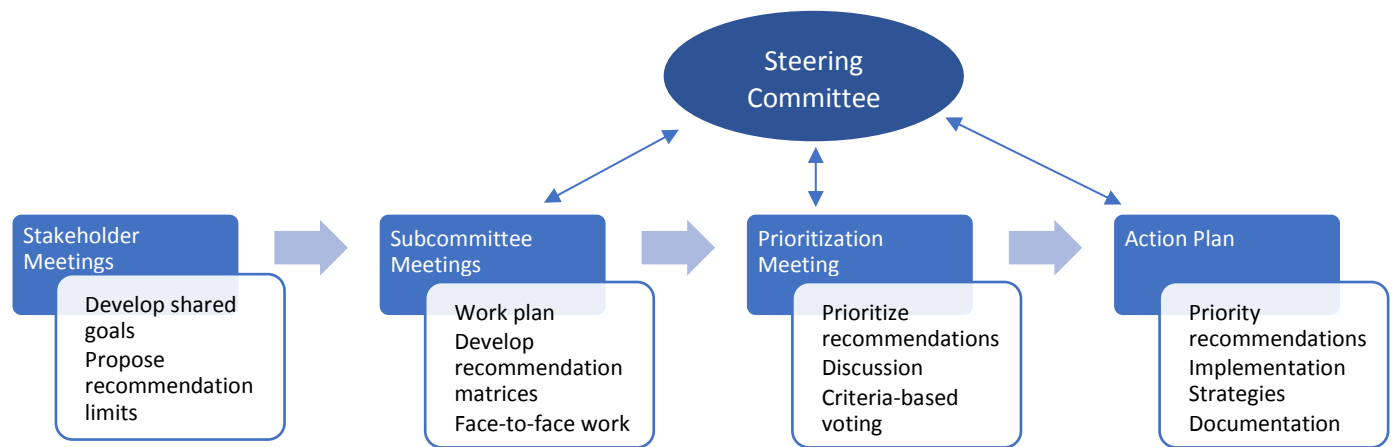 Steering
Committee
Stakeholder
Meetings
Develop shared
goals
Propose
recommendation
limits
Subcommittee
Meetings
Work plan
Develop
recommendation
matrices
Face-to-face work
Prioritization
Meeting
Prioritize
recommendations
Discussion
Criteria-based
voting
Action Plan
Priority
recommendations
Implementation
Strategies
Documentation